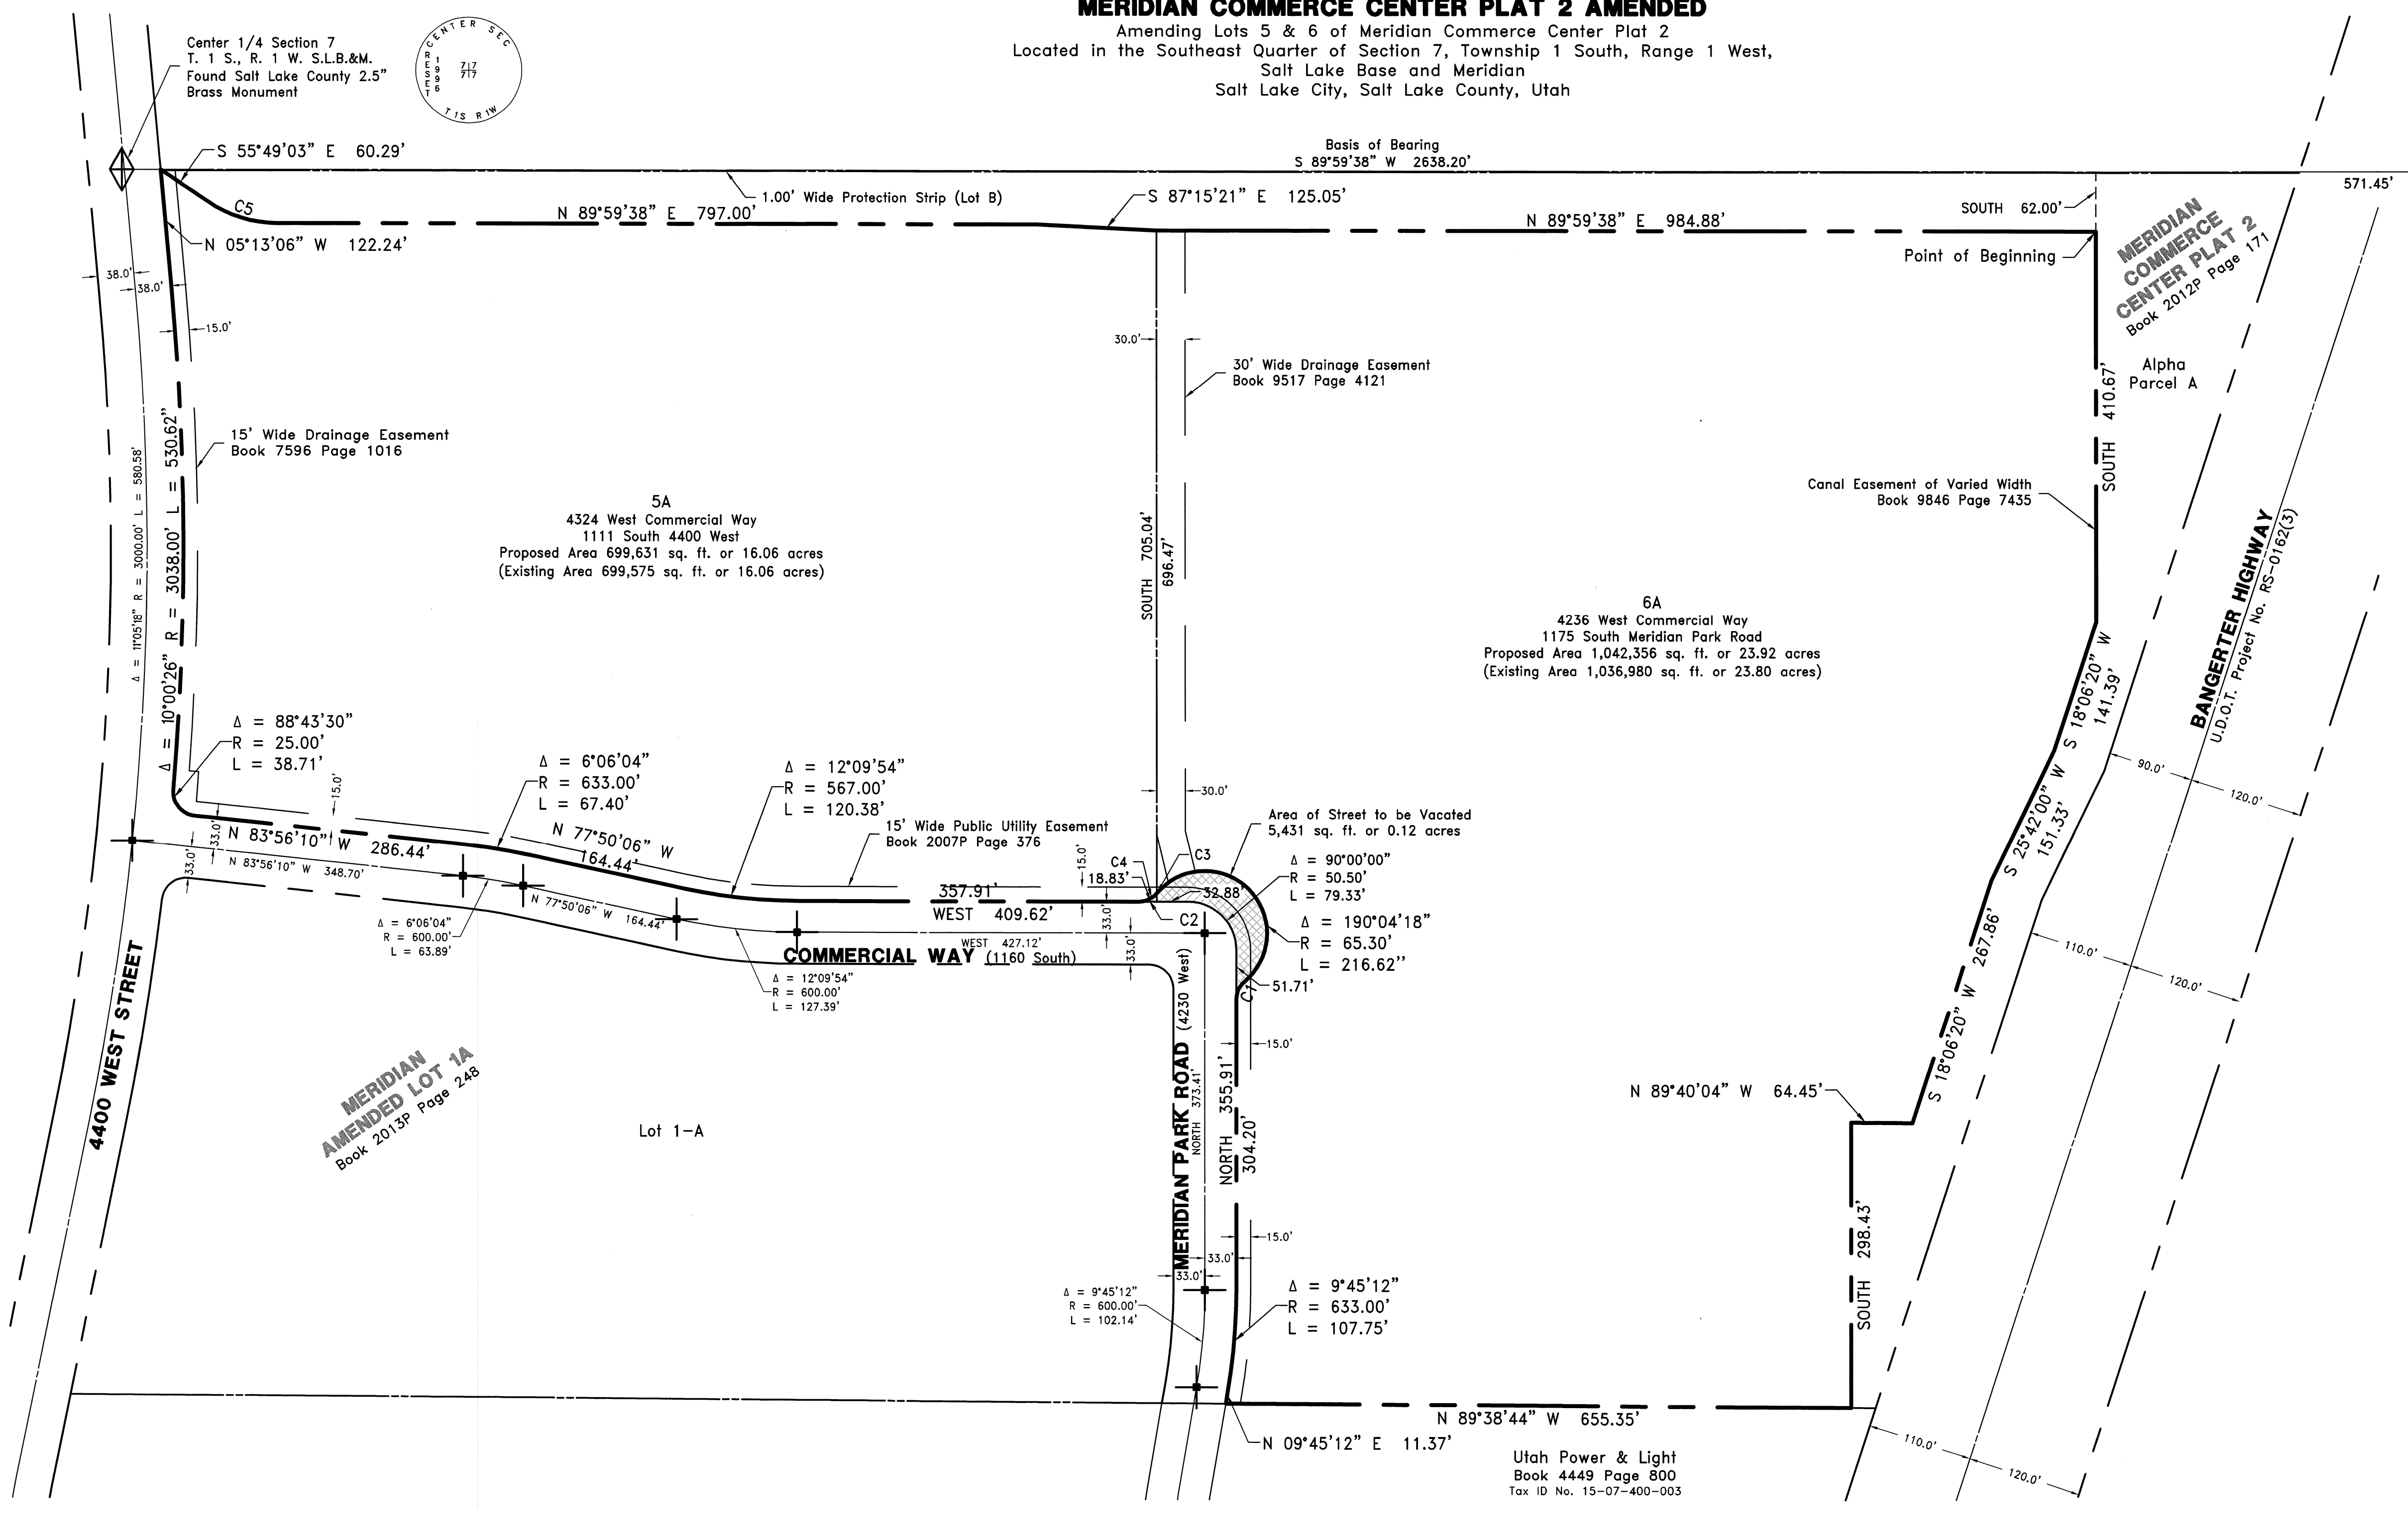 MERIDIAN COMMERCE CENTER PLAT 2 AMENDED
Amending Lots 5 & 6 of Meridian Commerce Center Plat 2
Located in the Southeast Quarter of Section 7, Township 1 South, Range 1 West,
Salt Lake Base and Meridian
Salt Lake City, Salt Lake County, Utah
Center 1/4 Section 7
T. 1 S., R. 1 W. S.L.B.&M.
Found Salt Lake County 2.5”
Brass Monument
CENTER SEC
RESET
1996
7|7
7|7
T1S R1W
S 55°49'03” E 60.29'
Basis of Bearing
S 89°59'38” W 2638.20'
571.45'
1.00' Wide Protection Strip (Lot B)
S 87°15'21” E 125.05'
SOUTH 62.00'
C5
N 89°59'38” E 797.00'
N 89°59'38” E 984.88'
N 05°13'06” W 122.24'
Point of Beginning
MERIDIAN
COMMERCE
CENTER PLAT 2
Book 2012P Page 171
38.0'
38.0'
15.0'
30.0'
30' Wide Drainage Easement
Book 9517 Page 4121
Alpha
Parcel A
SOUTH 410.67'
15' Wide Drainage Easement
Book 7596 Page 1016
Δ = 11°05'18” R = 3000.00' L = 580.58'
Δ = 10°00'26” R = 3038.00' L = 530.62”
Canal Easement of Varied Width
Book 9846 Page 7435
5A
4324 West Commercial Way
1111 South 4400 West
Proposed Area 699,631 sq. ft. or 16.06 acres
(Existing Area 699,575 sq. ft. or 16.06 acres)
SOUTH 705.04'
696.47'
6A
4236 West Commercial Way
1175 South Meridian Park Road
Proposed Area 1,042,356 sq. ft. or 23.92 acres
(Existing Area 1,036,980 sq. ft. or 23.80 acres)
BANGERTER HIGHWAY
U.D.O.T. Project No. RS-0162(3)
S 18°06'20” W
141.39'
S 25°42'00” W
151.33'
90.0'
120.0'
Δ = 88°43'30”
R = 25.00'
L = 38.71'
Δ = 6°06'04”
R = 633.00'
L = 67.40'
Δ = 12°09'54”
R = 567.00'
L = 120.38'
15.0'
30.0'
Area of Street to be Vacated
5,431 sq. ft. or 0.12 acres
N 83°56'10” W 286.44'
N 77°50'06” W
164.44'
15' Wide Public Utility Easement
Book 2007P Page 376
15.0'
C4
C3
18.83'
32.88'
Δ = 90°00'00”
R = 50.50'
L = 79.33'
33.0'
33.0'
N 83°56'10” W 348.70'
N 77°50'06” W 164.44'
357.91'
WEST 409.62'
33.0'
C2
Δ = 190°04'18”
R = 65.30'
L = 216.62”
Δ = 6°06'04”
R = 600.00'
L = 63.89'
WEST 427.12'
COMMERCIAL WAY (1160 South)
33.0'
Δ = 12°09'54”
R = 600.00'
L = 127.39'
C1
51.71'
S 18°06'20” W 267.86'
110.0'
120.0'
4400 WEST STREET
MERIDIAN
AMENDED LOT 1A
Book 2013P Page 248
Lot 1-A
MERIDIAN PARK ROAD (4230 West)
NORTH 373.41'
NORTH 355.91'
304.20'
15.0'
N 89°40'04” W 64.45'
SOUTH 298.43'
15.0'
33.0'
33.0'
Δ = 9°45'12”
R = 600.00'
L = 102.14'
Δ = 9°45'12”
R = 633.00'
L = 107.75'
N 89°38'44” W 655.35'
N 09°45'12” E 11.37'
110.0'
120.0'
Utah Power & Light
Book 4449 Page 800
Tax ID No. 15-07-400-003